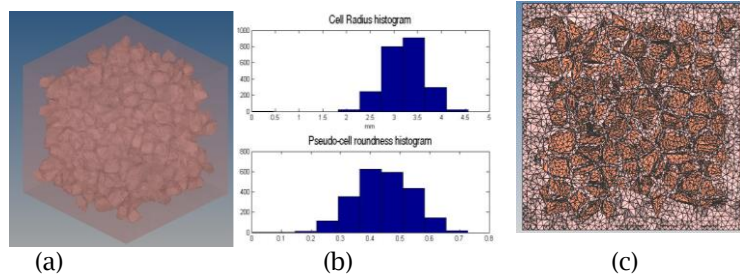 Cell Radius histogram
1000
800
600
400
200
0
0 0.5 1 1.5 2 2.5 3 3.5 4 4.5 5
mm
Pseudo-cell roundness histogram
800
600
400
200
0
0 0.1 0.2 0.3 0.4 0.5 0.6 0.7 0.8
(a) (b) (c)